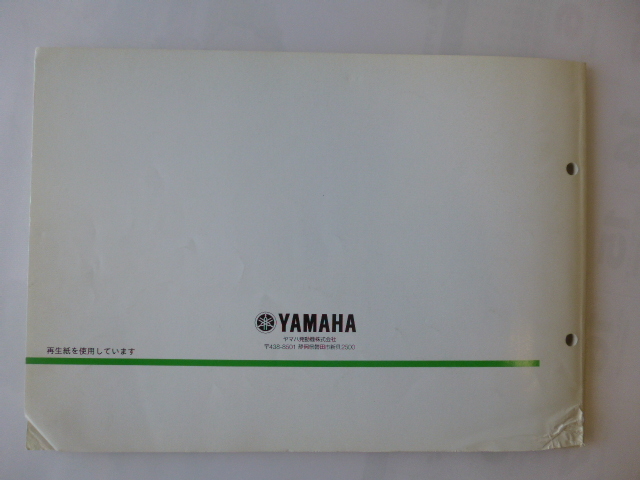 YAMAHA
ヤマハ発動機株式会社
〒438-8501 静岡県磐田市新貝2500
再生紙を使用しています